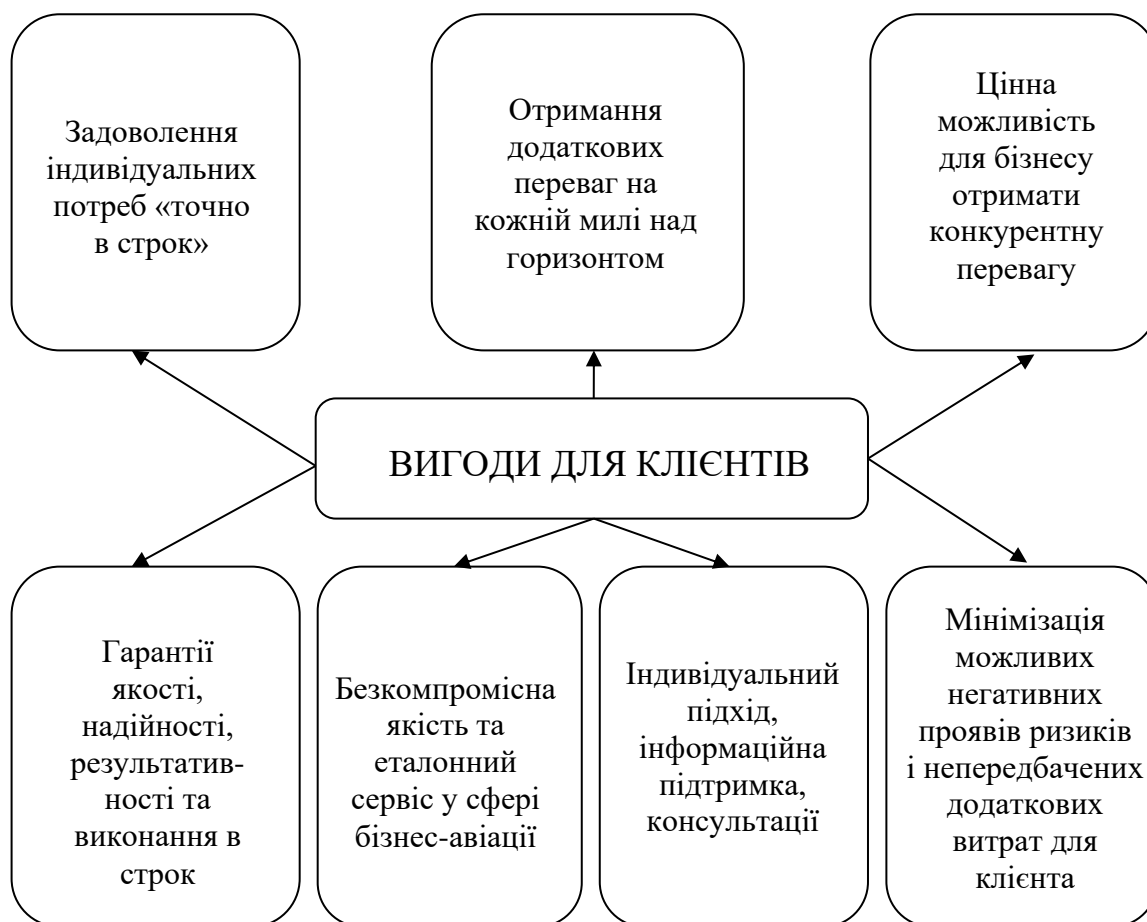 Задоволення
індивідуальних
потреб «точно
в строк»
Отримання
додаткових
переваг на
кожній милі над
горизонтом
Цінна
можливість
для бізнесу
отримати
конкурентну
перевагу
ВИГОДИ ДЛЯ КЛІЄНТІВ
Гарантії
якості,
надійності,
результатив-
ності та
виконання в
строк
Безкомпромісна
якість та
еталонний
сервіс у сфері
бізнес-авіації
Індивідуальний
підхід,
інформаційна
підтримка,
консультації
Мінімізація
можливих
негативних
проявів ризиків
і непередбачених
додаткових
витрат для
клієнта